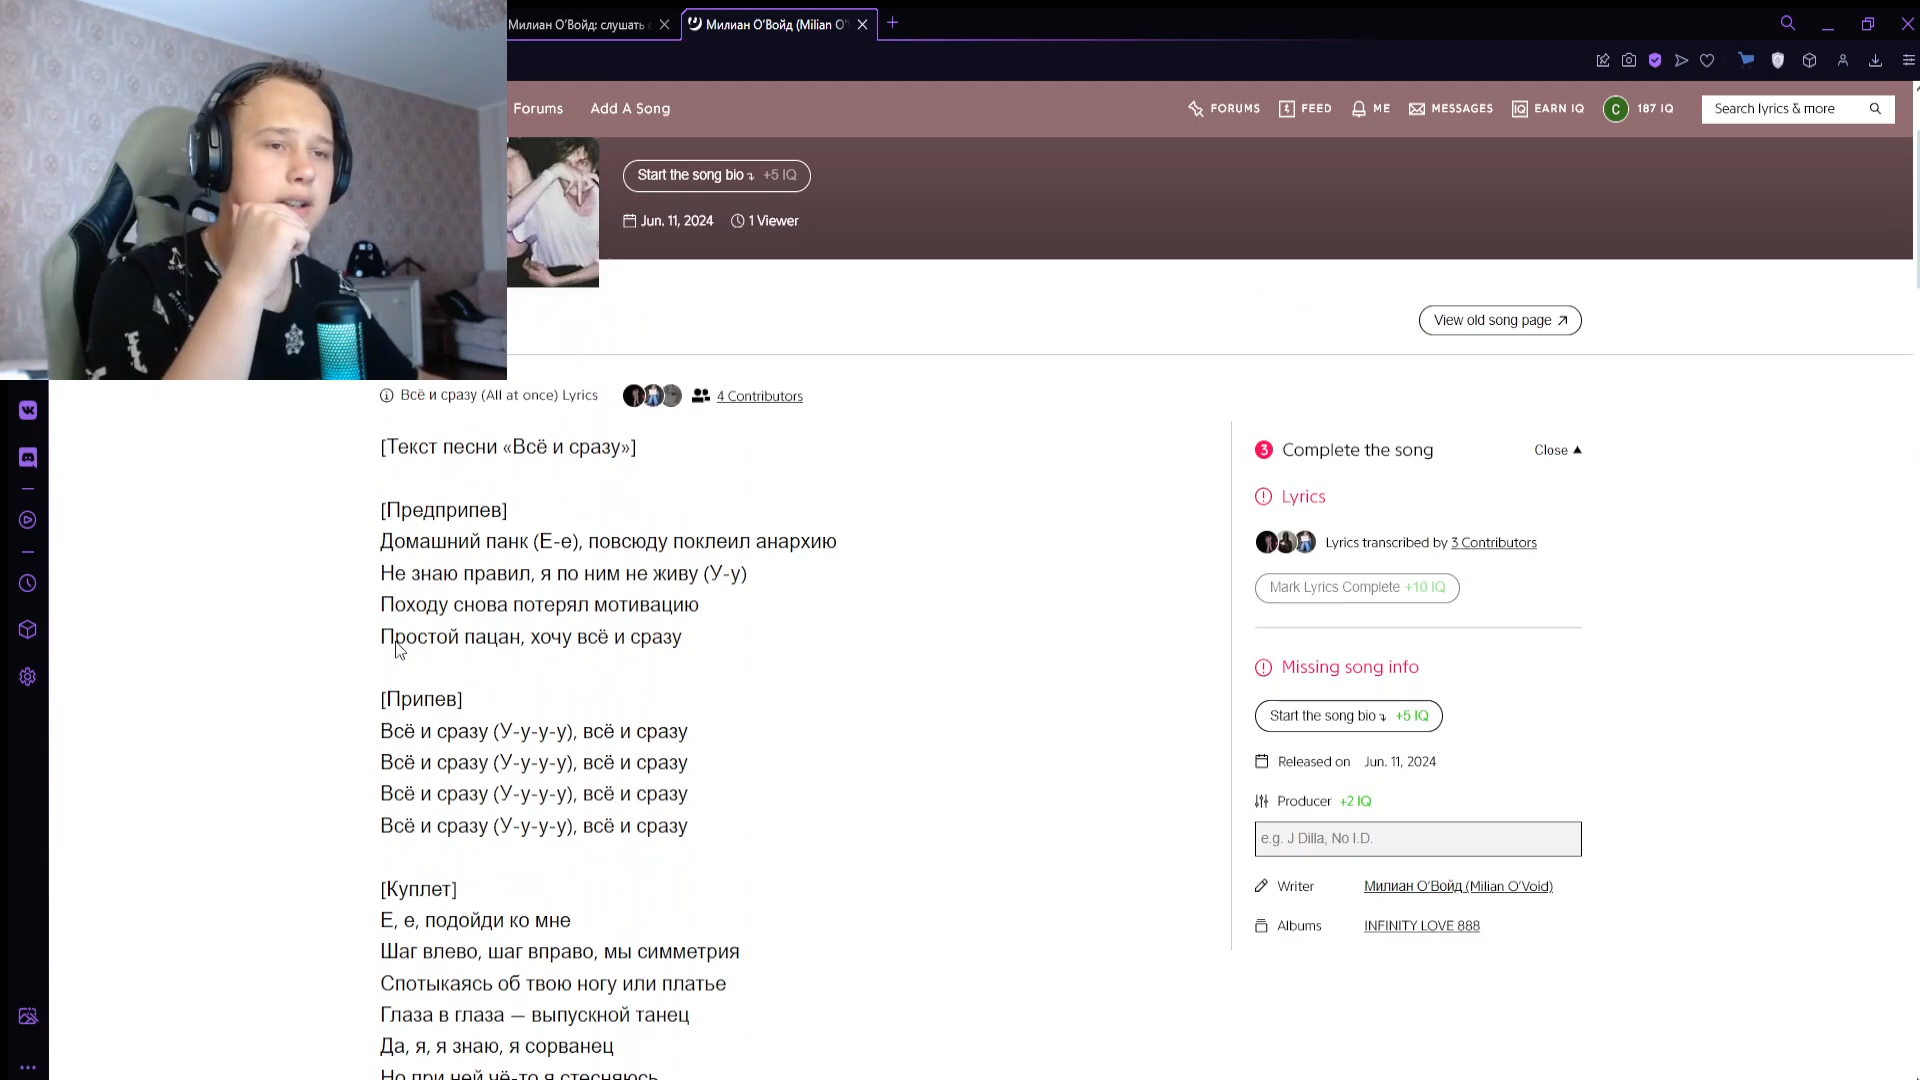 Милиан О'Войд: слушать
Милиан О'Войд (Milian O'
Forums
Add A Song
FORUMS
FEED
ME
MESSAGES
EARN IQ
C
187 IQ
Search lyrics & more
Start the song bio +5 IQ
Jun. 11, 2024
1 Viewer
View old song page
Всё и сразу (All at once) Lyrics
4 Contributors
[Текст песни «Всё и сразу»]
[Предприпев]
Домашний панк (Е-е), повсюду поклеил анархию
Не знаю правил, я по ним не живу (У-у)
Походу снова потерял мотивацию
Простой пацан, хочу всё и сразу
[Припев]
Всё и сразу (У-у-у-у), всё и сразу
Всё и сразу (У-у-у-у), всё и сразу
Всё и сразу (У-у-у-у), всё и сразу
Всё и сразу (У-у-у-у), всё и сразу
[Куплет]
Е, е, подойди ко мне
Шаг влево, шаг вправо, мы симметрия
Спотыкаясь об твою ногу или платье
Глаза в глаза — выпускной танец
Да, я, я знаю, я сорванец
Но при ней чё-то я стесняюсь
3 Complete the song
Close
Lyrics
Lyrics transcribed by 3 Contributors
Mark Lyrics Complete +10 IQ
Missing song info
Start the song bio +5 IQ
Released on Jun. 11, 2024
Producer +2 IQ
e.g. J Dilla, No I.D.
Writer Милиан О'Войд (Milian O'Void)
Albums INFINITY LOVE 888